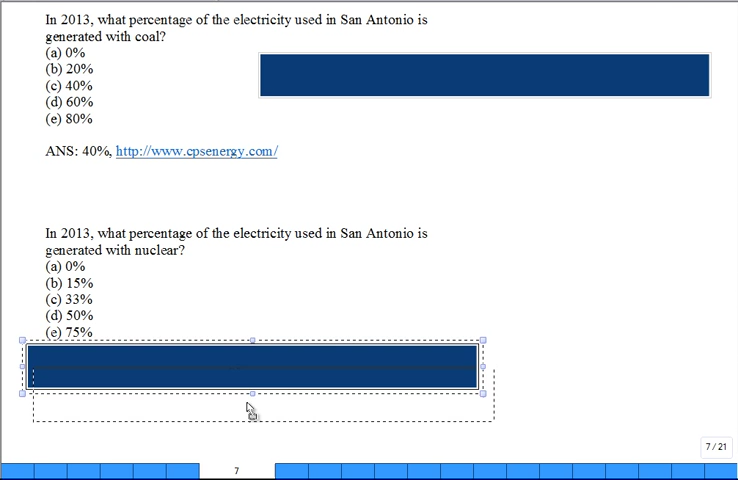 In 2013, what percentage of the electricity used in San Antonio is
generated with coal?
(a) 0%
(b) 20%
(c) 40%
(d) 60%
(e) 80%
ANS: 40%, http://www.cpsenergy.com/
In 2013, what percentage of the electricity used in San Antonio is
generated with nuclear?
(a) 0%
(b) 15%
(c) 33%
(d) 50%
(e) 75%
7 / 21
7